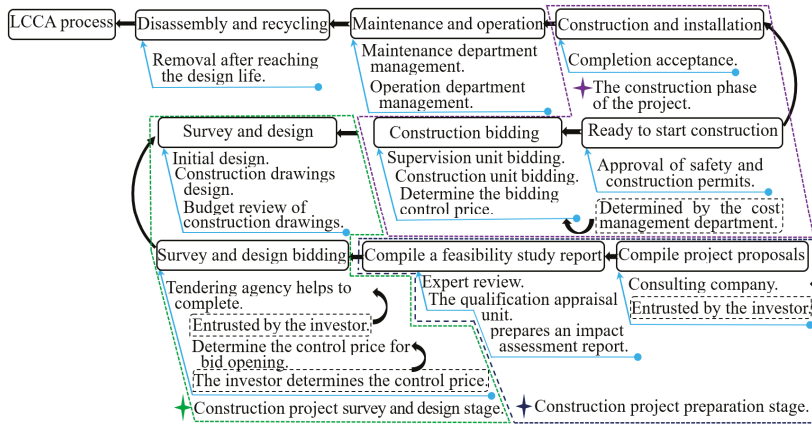 LCCA process
Disassembly and recycling
Maintenance and operation
Construction and installation
Removal after reaching
the design life.
Maintenance department
management.
Operation department
management.
Completion acceptance.
The construction phase
of the project.
Survey and design
Construction bidding
Ready to start construction
Initial design.
Construction drawings
design.
Budget review of
construction drawings.
Supervision unit bidding.
Construction unit bidding.
Determine the bidding
control price.
Approval of safety and
construction permits.
Determined by the cost
management department.
Survey and design bidding
Compile a feasibility study report
Compile project proposals
Tendering agency helps to
complete.
Entrusted by the investor.
Determine the control price for
bid opening.
The investor determines the control price.
Construction project survey and design stage.
Expert review.
The qualification appraisal
unit.
prepares an impact
assessment report.
Consulting company.
Entrusted by the investor.
Construction project preparation stage.